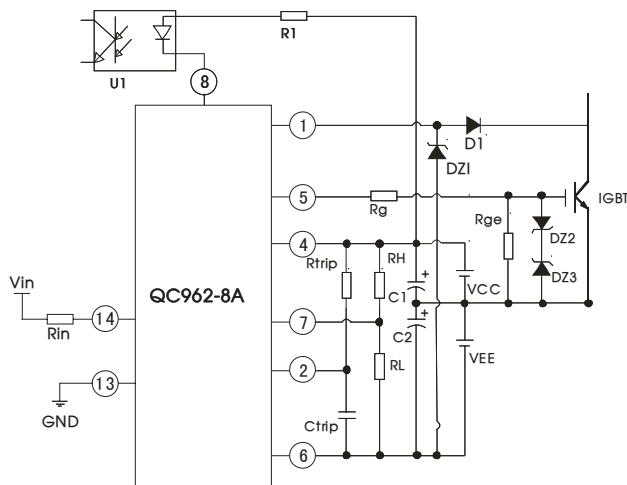 R1
U1
8
1
D1
DZ1
5
Rg
Rge
IGBT
DZ2
DZ3
4
Rtrip
RH
C1
+
VCC
Vin
QC962-8A
14
Rin
7
C2
+
VEE
2
RL
13
GND
Ctrip
6